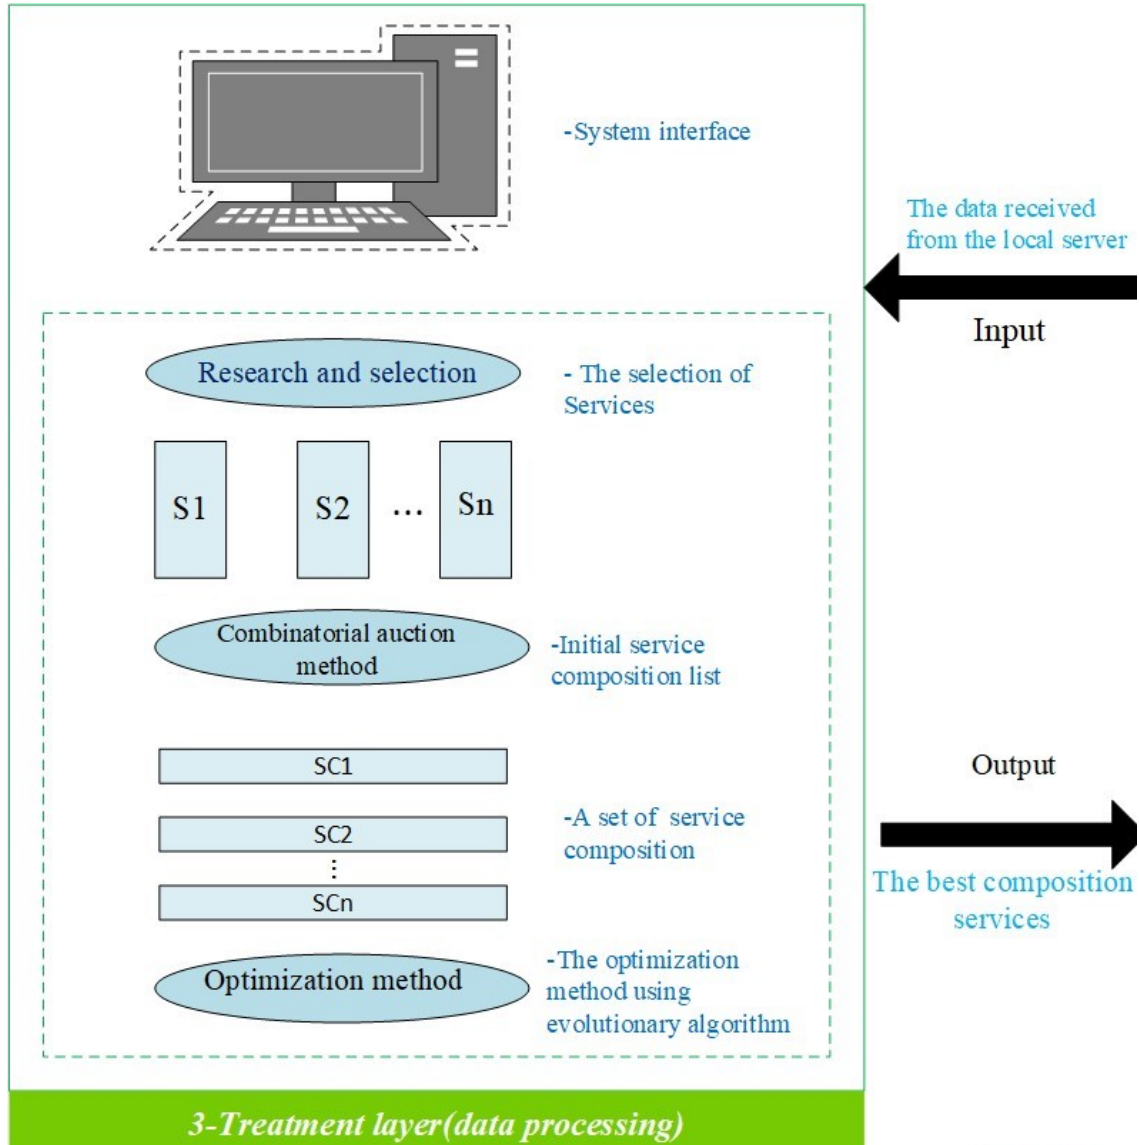 -System interface
The data received
from the local server
Input
Research and selection
- The selection of
Services
S1
S2
...
Sn
Combinatorial auction
method
-Initial service
composition list
SC1
SC2
⋮
SCn
-A set of service
composition
Output
The best composition
services
Optimization method
-The optimization
method using
evolutionary algorithm
3-Treatment layer(data processing)